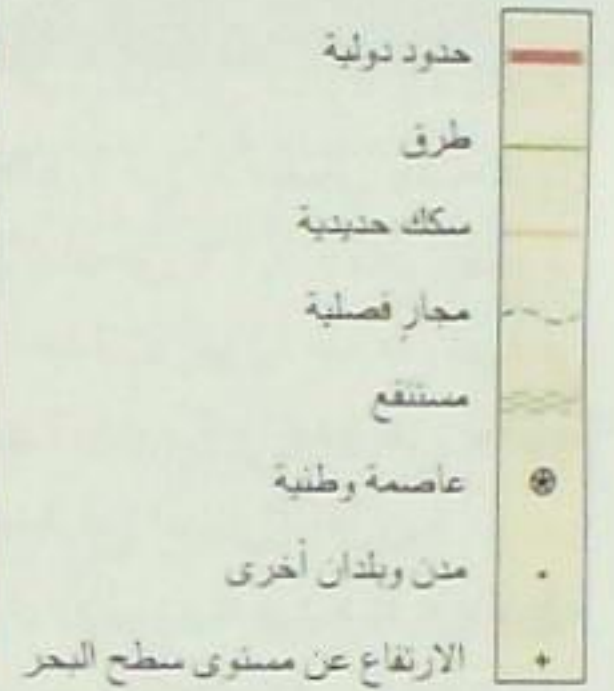 حدود دولية
طرق
سكك حديدية
مجارٍ فصلية
مستنقع
عاصمة وطنية
مدن وبلدان أخرى
الارتفاع عن مستوى سطح البحر